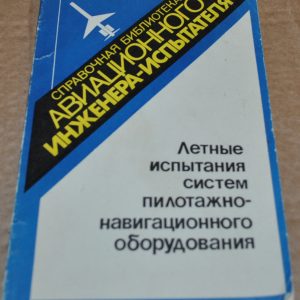 СПРАВОЧНАЯ БИБЛИОТЕКА
АВИАЦИОННОГО
ИНЖЕНЕРА-ИСПЫТАТЕЛЯ
Летные
испытания
систем
пилотажно-
навигационного
оборудования